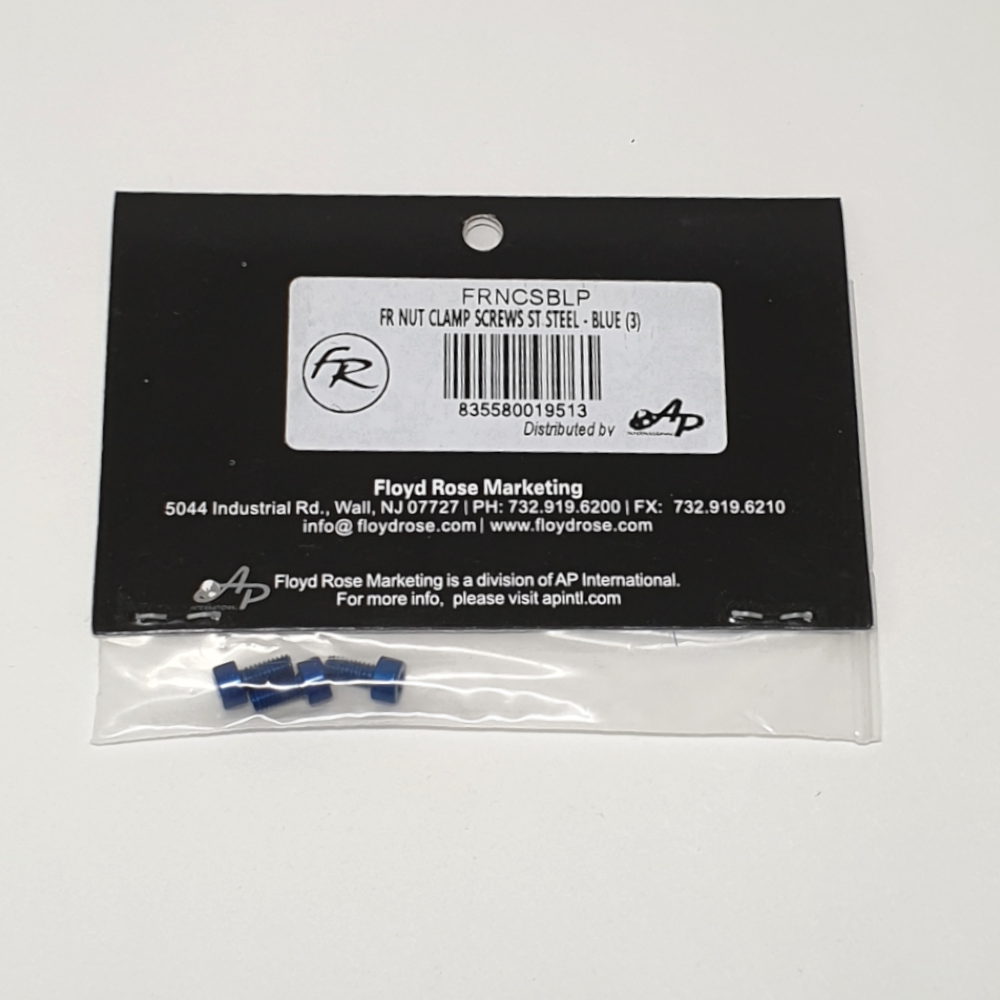 FRNCSBLP
FR NUT CLAMP SCREWS ST STEEL - BLUE (3)
FR
835580019513
Distributed by
AP
Floyd Rose Marketing
5044 Industrial Rd., Wall, NJ 07727 | PH: 732.919.6200 | FX: 732.919.6210
info@floydrose.com | www.floydrose.com
AP
INTERNATIONAL
Floyd Rose Marketing is a division of AP International.
For more info, please visit apintl.com